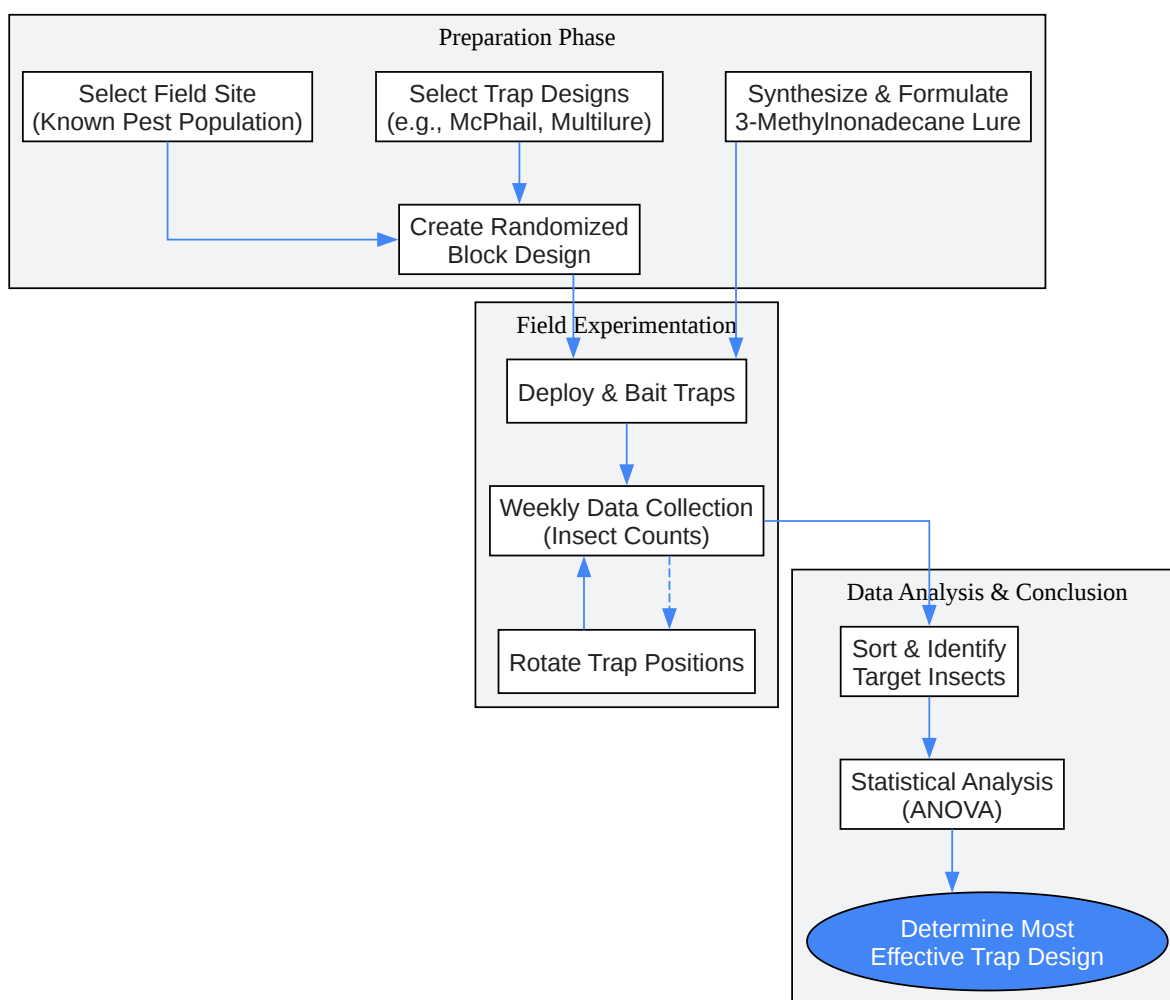 Preparation Phase
Select Field Site
(Known Pest Population)
Select Trap Designs
(e.g., McPhail, Multilure)
Synthesize & Formulate
3-Methylnonadecane Lure
Create Randomized
Block Design
Field Experimentation
Deploy & Bait Traps
Weekly Data Collection
(Insect Counts)
Rotate Trap Positions
Data Analysis & Conclusion
Sort & Identify
Target Insects
Statistical Analysis
(ANOVA)
Determine Most
Effective Trap Design